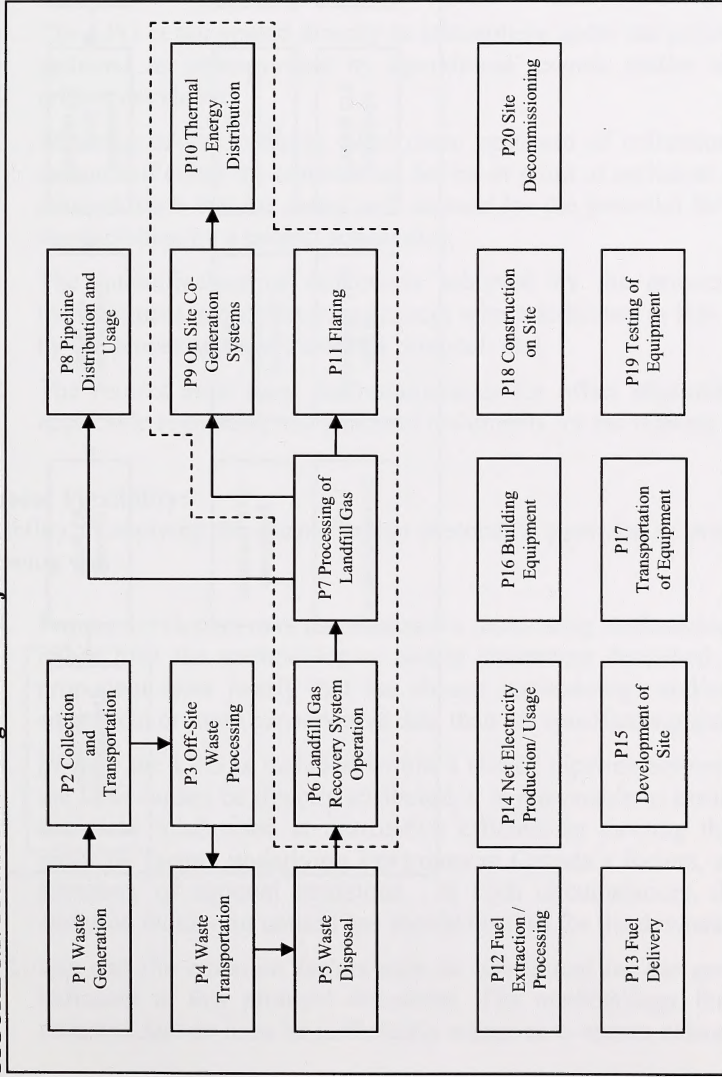 P1 Waste
Generation
P2 Collection
and
Transportation
P3 Off-Site
Waste
Processing
P4 Waste
Transportation
P5 Waste
Disposal
P6 Landfill Gas
Recovery System
Operation
P7 Processing of
Landfill Gas
P8 Pipeline
Distribution and
Usage
P9 On Site Co-
Generation
Systems
P10 Thermal
Energy
Distribution
P11 Flaring
P12 Fuel
Extraction /
Processing
P13 Fuel
Delivery
P14 Net Electricity
Production/ Usage
P15
Development of
Site
P16 Building
Equipment
P17
Transportation
of Equipment
P18 Construction
on Site
P19 Testing of
Equipment
P20 Site
Decommissioning